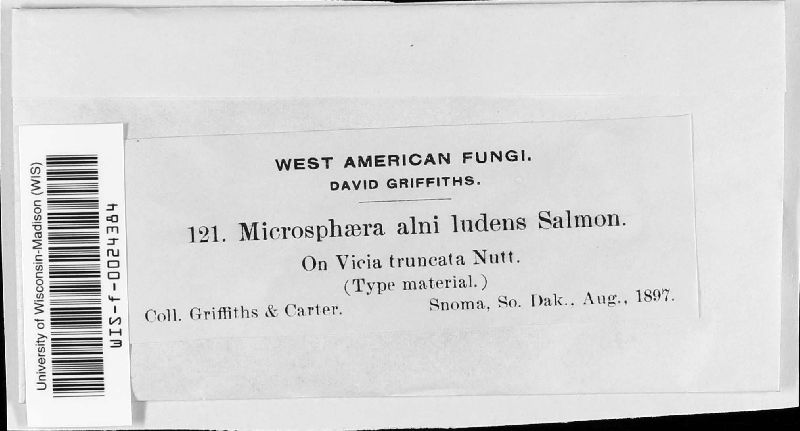 WEST AMERICAN FUNGI.
DAVID GRIFFITHS.
121. Microsphæra alni ludens Salmon.
On Vicia truncata Nutt.
(Type material.)
Coll. Griffiths & Carter. Snoma, So. Dak., Aug., 1897.
University of Wisconsin-Madison (WIS)
WIS-f-0024384